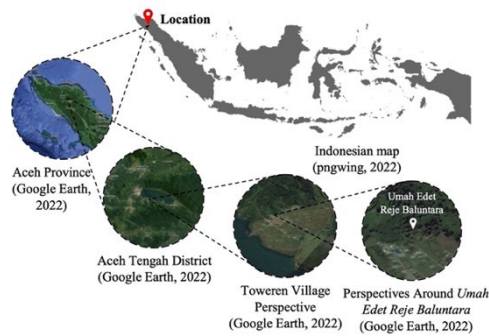 Location
Indonesian map
(pngwing, 2022)
Aceh Province
(Google Earth,
2022)
Umah Edet
Reje Baluntara
Aceh Tengah District
(Google Earth, 2022)
Toweren Village
Perspective
(Google Earth, 2022)
Perspectives Around Umah
Edet Reje Baluntara
(Google Earth, 2022)